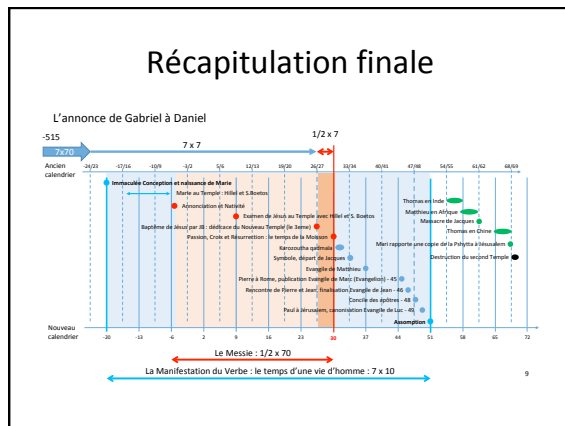 Récapitulation finale
L'annonce de Gabriel à Daniel
1/2 x 7
-515
7x70
7 x 7
Ancien calendrier
-24/23 -17/16 -10/9 -3/2 5/6 12/13 19/20 26/27 33/34 40/41 47/48 54/55 61/62 68/69
Immaculée Conception et naissance de Marie
Marie au Temple : Hillel et S.Boetos
Annonciation et Nativité
Examen de Jésus au Temple avec Hillel et S. Boetos
Baptême de Jésus par JB : dédicace du Nouveau Temple (le 3eme)
Passion, Croix et Resurrection : le temps de la Moisson
Karozoutha qadmaïa
Symbole, départ de Jacques
Evangile de Matthieu
Pierre à Rome, publication Evangile de Marc (Evangelion) - 45
Rencontre de Pierre et Jean, finalisation Evangile de Jean - 46
Concile des apôtres - 48
Paul à Jérusalem, canonisation Evangile de Luc - 49
Assomption
Thomas en Inde
Matthieu en Afrique
Massacre de Jacques
Thomas en Chine
Mari rapporte une copie de la Pshytta à Jérusalem
Destruction du second Temple
Nouveau calendrier
-20 -13 -6 2 9 16 23 30 37 44 51 58 65 72
Le Messie : 1/2 x 70
La Manifestation du Verbe : le temps d'une vie d'homme : 7 x 10
9